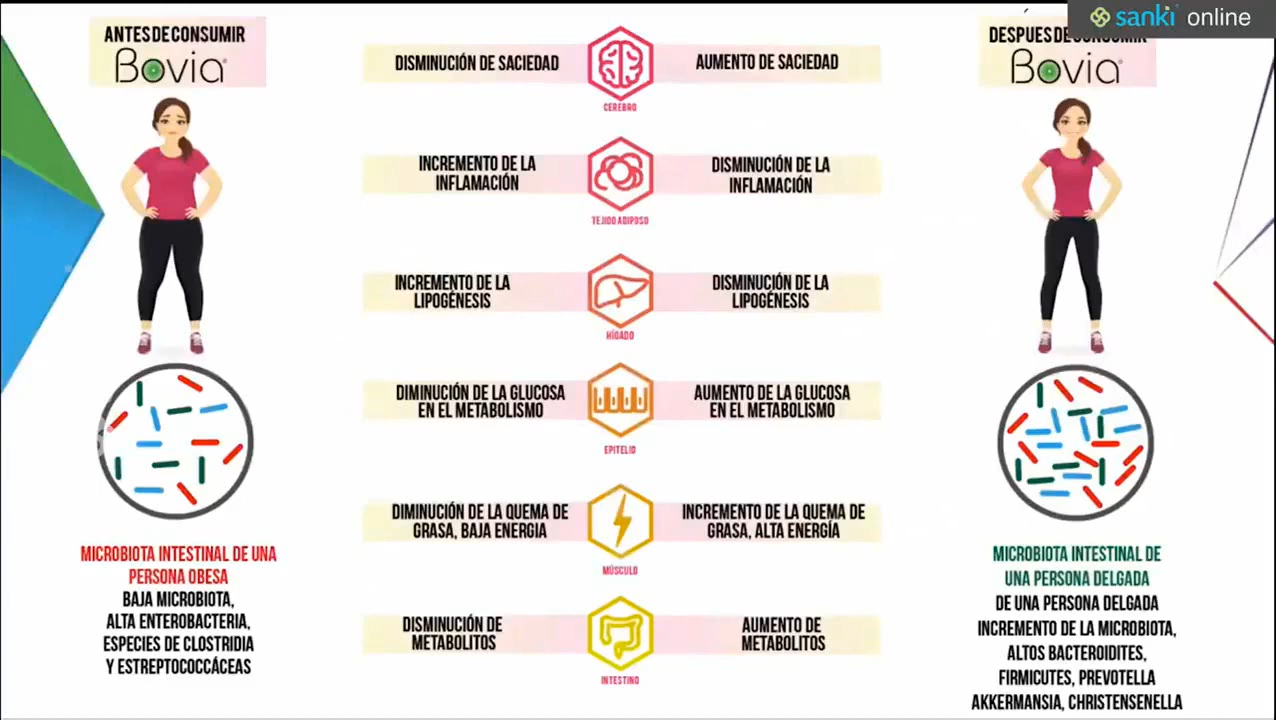 sanki online
ANTES DE CONSUMIR
Bovia
DISMINUCIÓN DE SACIEDAD
AUMENTO DE SACIEDAD
CEREBRO
DESPUES DE CONSUMIR
Bovia
INCREMENTO DE LA
INFLAMACIÓN
DISMINUCIÓN DE LA
INFLAMACIÓN
TEJIDO ADIPOSO
INCREMENTO DE LA
LIPOGÉNESIS
DISMINUCIÓN DE LA
LIPOGÉNESIS
HÍGADO
DIMINUCIÓN DE LA GLUCOSA
EN EL METABOLISMO
AUMENTO DE LA GLUCOSA
EN EL METABOLISMO
EPITELIO
DIMINUCIÓN DE LA QUEMA DE
GRASA, BAJA ENERGIA
INCREMENTO DE LA QUEMA DE
GRASA, ALTA ENERGÍA
MÚSCULO
DISMINUCIÓN DE
METABOLITOS
AUMENTO DE
METABOLITOS
INTESTINO
MICROBIOTA INTESTINAL DE UNA
PERSONA OBESA
BAJA MICROBIOTA,
ALTA ENTEROBACTERIA,
ESPECIES DE CLOSTRIDIA
Y ESTREPTOCOCCÁCEAS
MICROBIOTA INTESTINAL DE
UNA PERSONA DELGADA
DE UNA PERSONA DELGADA
INCREMENTO DE LA MICROBIOTA,
ALTOS BACTEROIDITES,
FIRMICUTES, PREVOTELLA
AKKERMANSIA, CHRISTENSENELLA